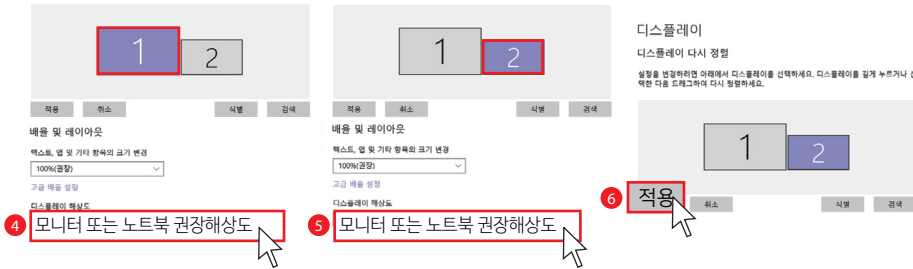 1
2
적용 취소 식별 검색
배율 및 레이아웃
텍스트, 앱 및 기타 항목의 크기 변경
100%(권장)
고급 배율 설정
디스플레이 해상도
4 모니터 또는 노트북 권장해상도
1
2
적용 취소 식별 검색
배율 및 레이아웃
텍스트, 앱 및 기타 항목의 크기 변경
100%(권장)
고급 배율 설정
디스플레이 해상도
5 모니터 또는 노트북 권장해상도
디스플레이
디스플레이 다시 정렬
설정을 변경하려면 아래에서 디스플레이를 선택하세요. 디스플레이를 길게 누르거나 선
택한 다음 드래그하여 다시 정렬하세요.
1
2
6 적용 취소 식별 검색